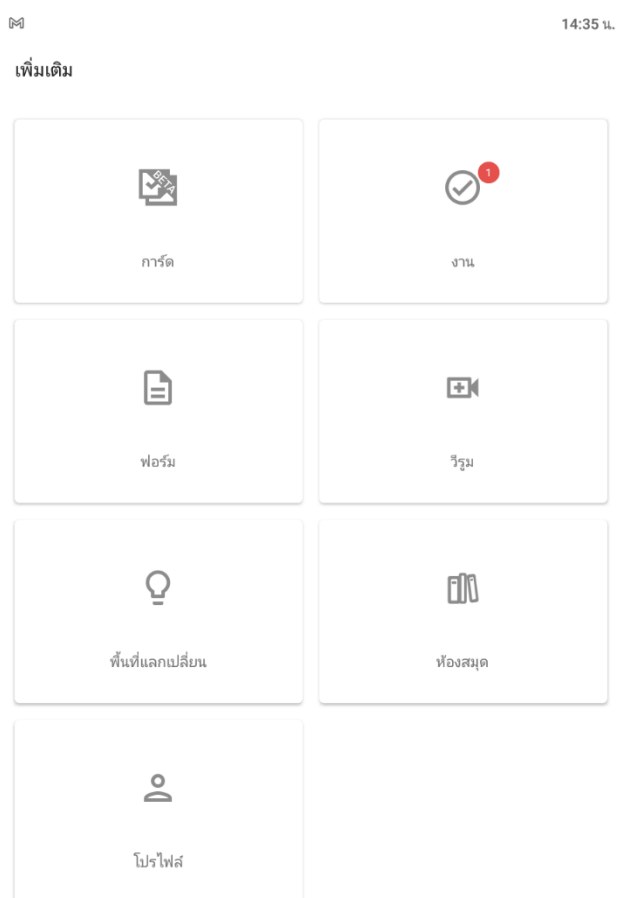 14:35 น.
เพิ่มเติม
BETA
1
การ์ด
งาน
ฟอร์ม
วีรูม
พื้นที่แลกเปลี่ยน
ห้องสมุด
โปรไฟล์